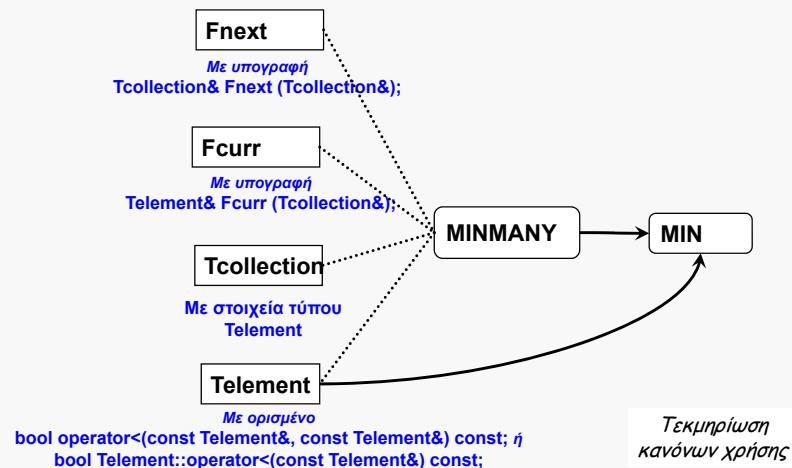 Fnext
Με υπογραφή
Tcollection& Fnext (Tcollection&);
Fcurr
Με υπογραφή
Telement& Fcurr (Tcollection&);
MINMANY
MIN
Tcollection
Με στοιχεία τύπου
Telement
Telement
Με ορισμένο
bool operator<(const Telement&, const Telement&) const; ή
bool Telement::operator<(const Telement&) const;
Τεκμηρίωση
κανόνων χρήσης